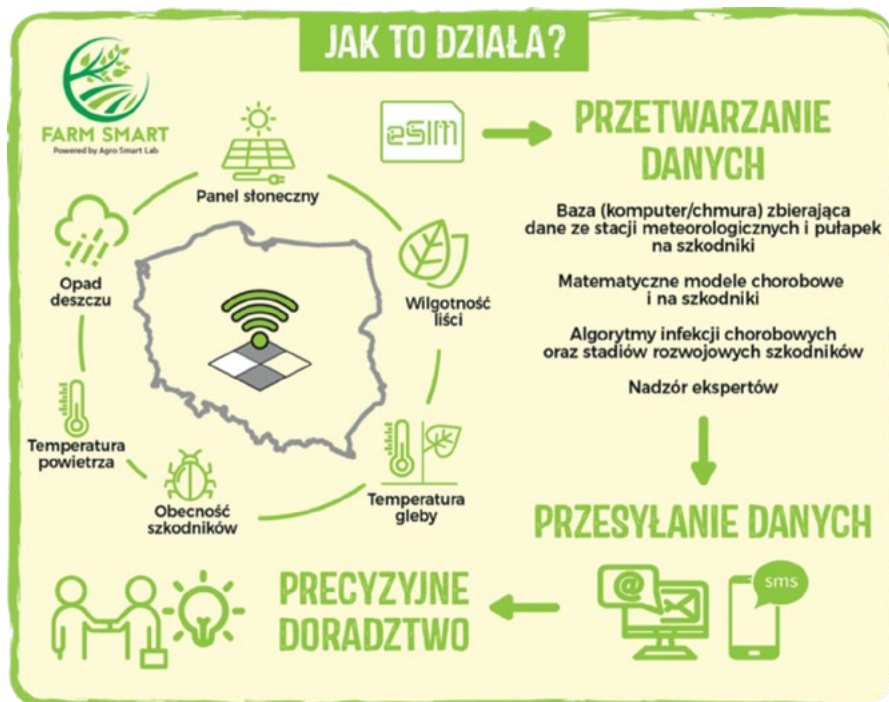 JAK TO DZIAŁA?
FARM SMART
Powered by Agro Smart Lab
Panel słoneczny
Opad
deszczu
Wilgotność
liści
Temperatura
powietrza
Obecność
szkodników
Temperatura
gleby
eSIM
PRZETWARZANIE
DANYCH
Baza (komputer/chmura) zbierająca
dane ze stacji meteorologicznych i pułapek
na szkodniki
Matematyczne modele chorobowe
i na szkodniki
Algorytmy infekcji chorobowych
oraz stadiów rozwojowych szkodników
Nadzór ekspertów
PRZESYŁANIE DANYCH
@
sms
PRECYZYJNE
DORADZTWO